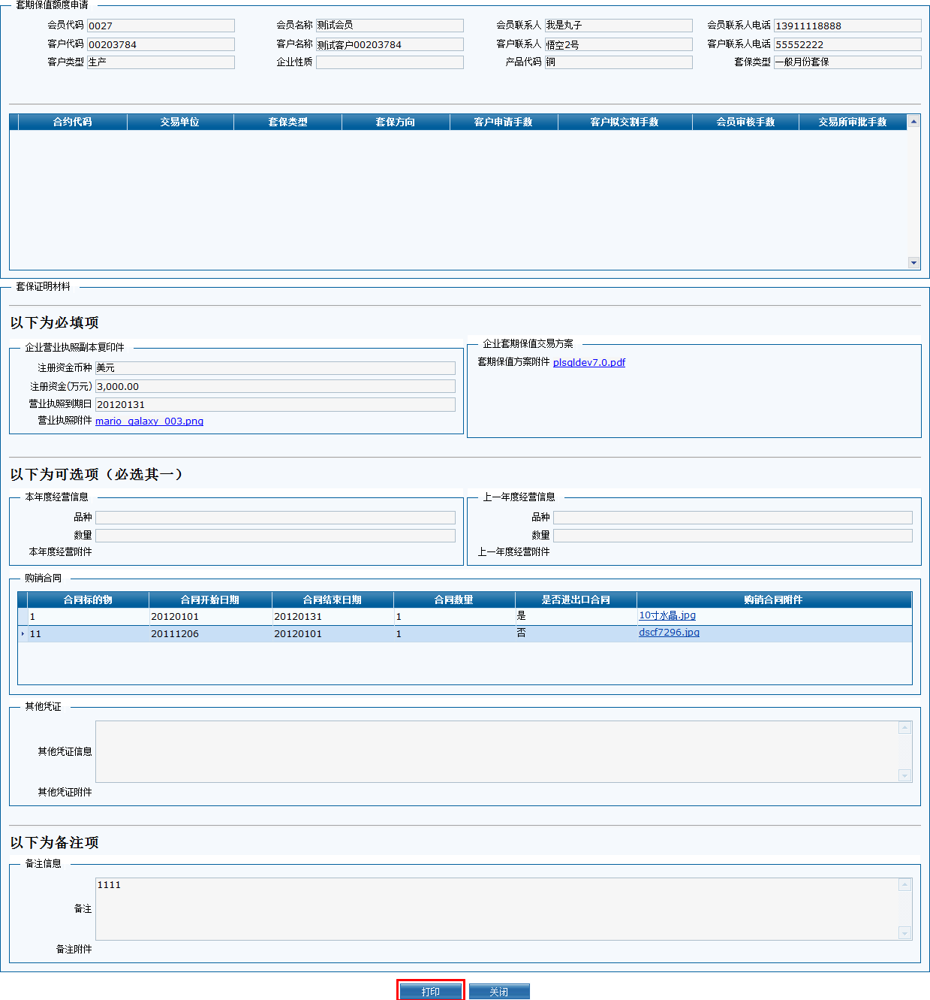 套期保值额度申请
会员代码 0027 会员名称 测试会员 会员联系人 我是丸子 会员联系人电话 13911118888
客户代码 00203784 客户名称 测试客户00203784 客户联系人 悟空2号 客户联系人电话 55552222
客户类型 生产 企业性质 产品代码 铜 套保类型 一般月份套保
合约代码 交易单位 套保类型 套保方向 客户申请手数 客户拟交割手数 会员审核手数 交易所审批手数
套保证明材料
以下为必填项
企业营业执照副本复印件
注册资金币种 美元
注册资金(万元) 3,000.00
营业执照到期日 20120131
营业执照附件 mario_galaxy_003.png
企业套期保值交易方案
套期保值方案附件 plsqldev7.0.pdf
以下为可选项（必选其一）
本年度经营信息
品种
数量
本年度经营附件
上一年度经营信息
品种
数量
上一年度经营附件
购销合同
合同标的物 合同开始日期 合同结束日期 合同数量 是否进出口合同 购销合同附件
1 20120101 20120131 1 是 10寸水晶.jpg
11 20111206 20120101 1 否 dscf7296.jpg
其他凭证
其他凭证信息
其他凭证附件
以下为备注项
备注信息
1111
备注
备注附件
打印 关闭